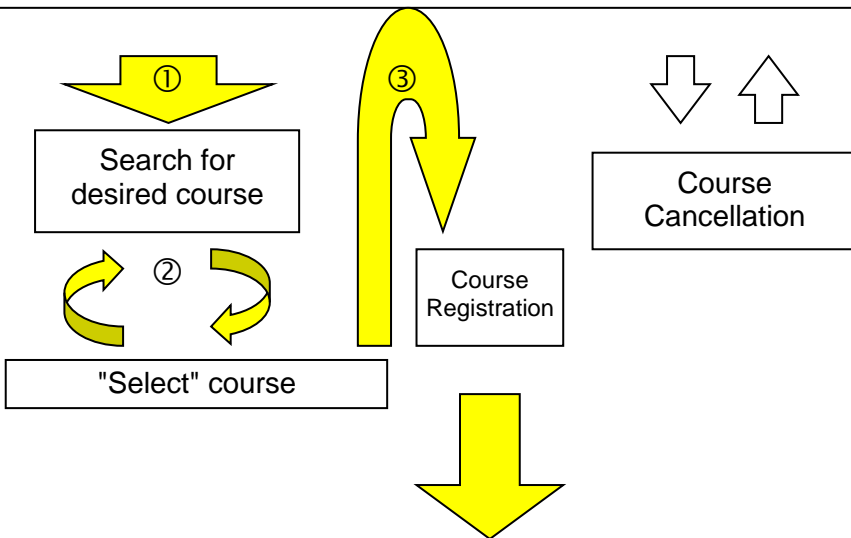 ①
Search for
desired course
②
"Select" course
③
Course
Registration
Course
Cancellation